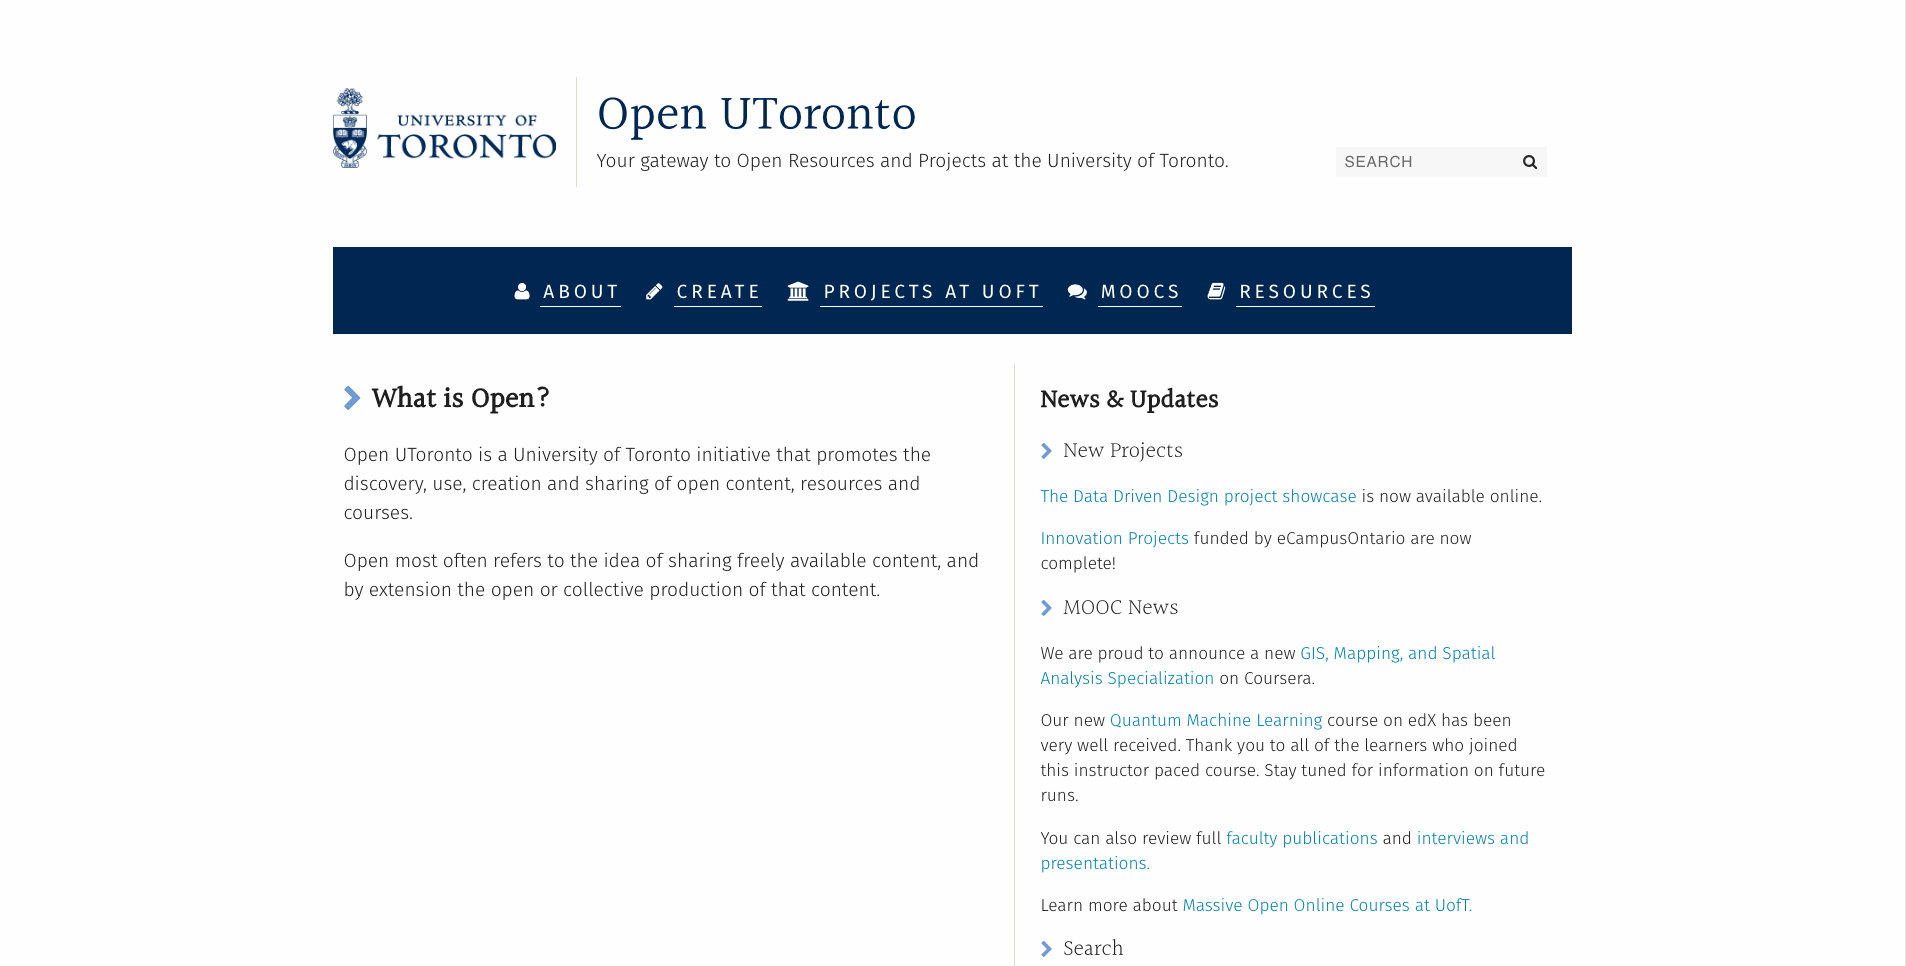 UNIVERSITY OF
TORONTO
Open UToronto
Your gateway to Open Resources and Projects at the University of Toronto.
SEARCH
ABOUT CREATE PROJECTS AT UOFT MOOCS RESOURCES
What is Open?
Open UToronto is a University of Toronto initiative that promotes the
discovery, use, creation and sharing of open content, resources and
courses.
Open most often refers to the idea of sharing freely available content, and
by extension the open or collective production of that content.
News & Updates
New Projects
The Data Driven Design project showcase is now available online.
Innovation Projects funded by eCampusOntario are now
complete!
MOOC News
We are proud to announce a new GIS, Mapping, and Spatial
Analysis Specialization on Coursera.
Our new Quantum Machine Learning course on edX has been
very well received. Thank you to all of the learners who joined
this instructor paced course. Stay tuned for information on future
runs.
You can also review full faculty publications and interviews and
presentations.
Learn more about Massive Open Online Courses at UofT.
Search